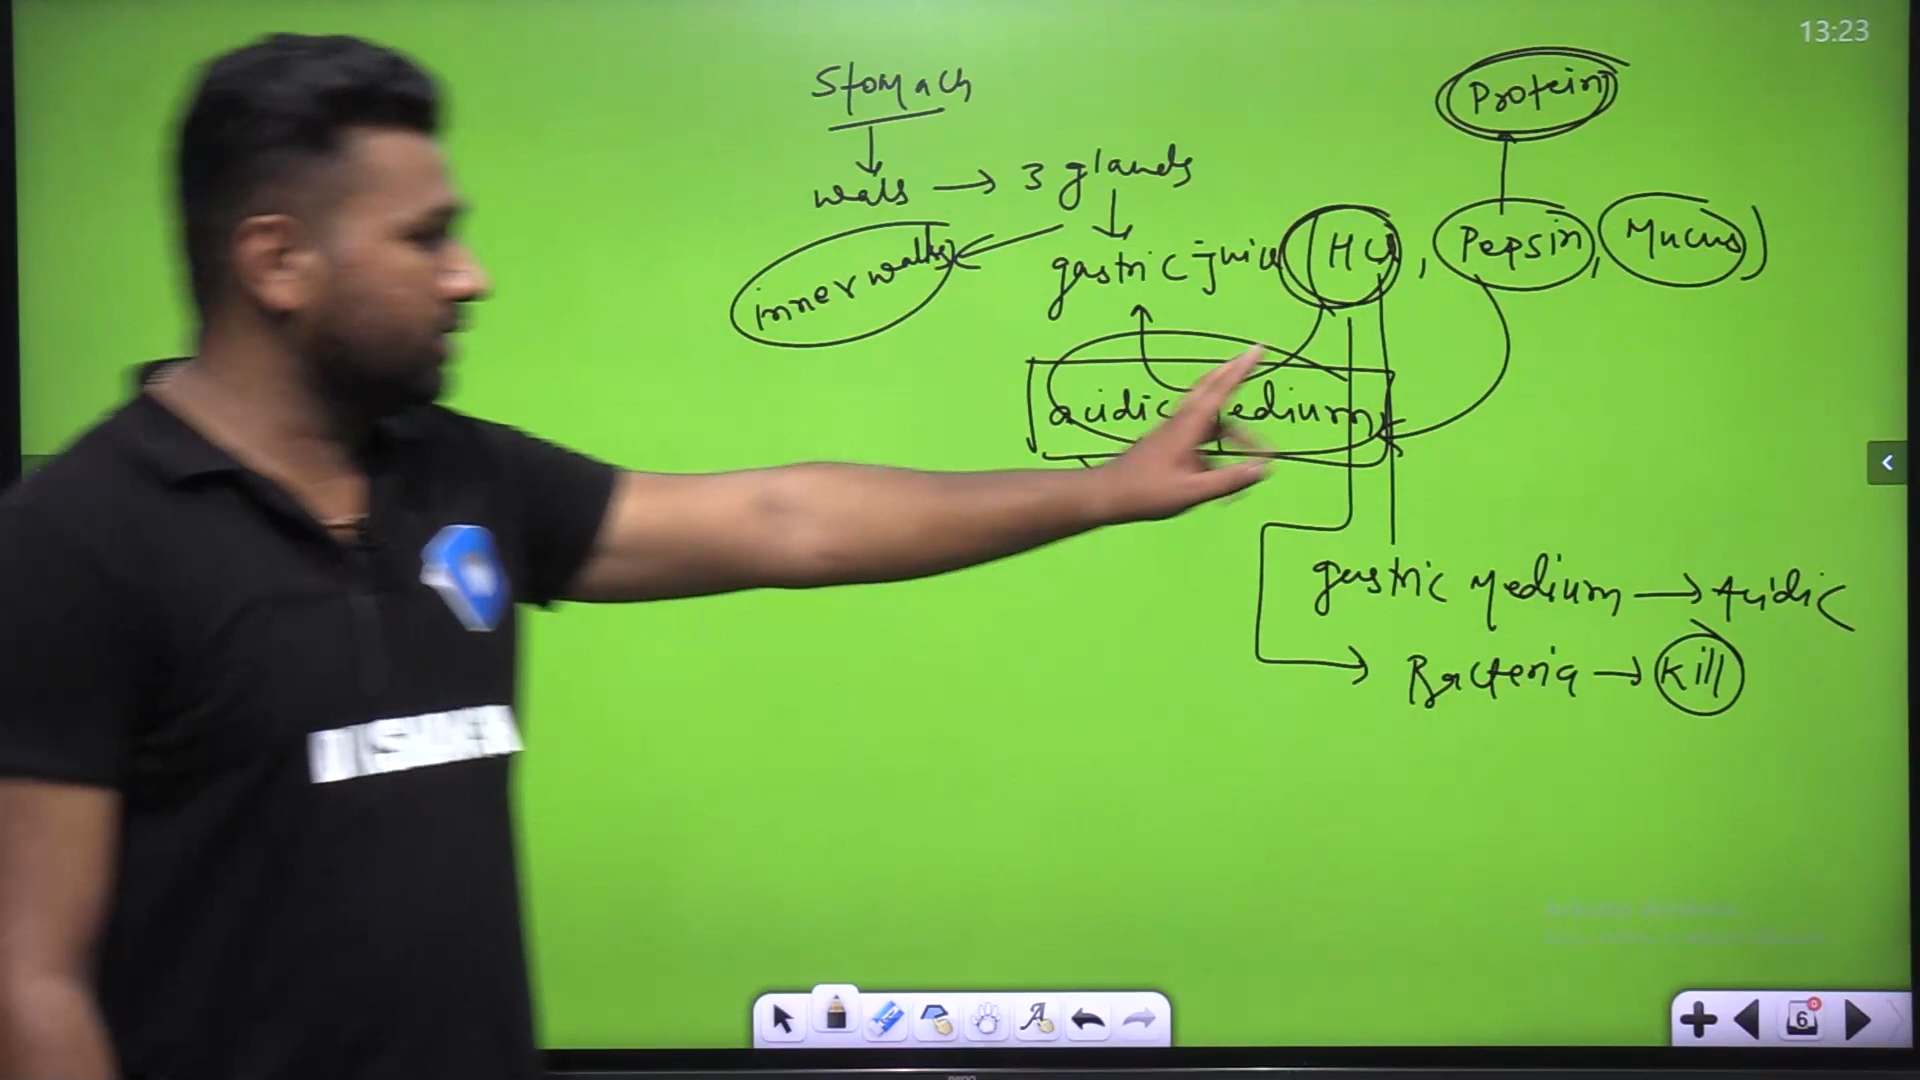 13:23
Stomach
Protein
walls → 3 glands
inner walls
gastric juice (HCl, Pepsin, Mucus)
acidic medium
gastric medium → Acidic
Bacteria → Kill
6